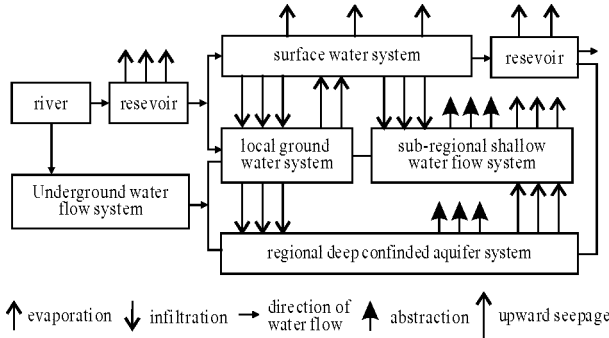 surface water system
resevoir
river
resevoir
local ground
water system
sub-regional shallow
water flow system
Underground water
flow system
regional deep confinded aquifer system
evaporation
infiltration
direction of
water flow
abstraction
upward seepage